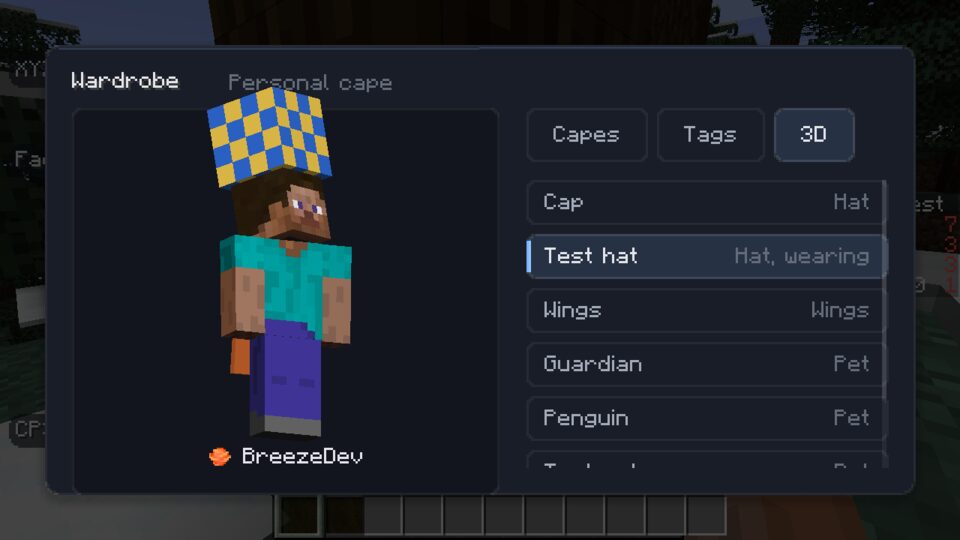 Wardrobe
Personal cape
Capes
Tags
3D
Cap
Hat
Test hat
Hat, wearing
Wings
Wings
Guardian
Pet
Penguin
Pet
BreezeDev